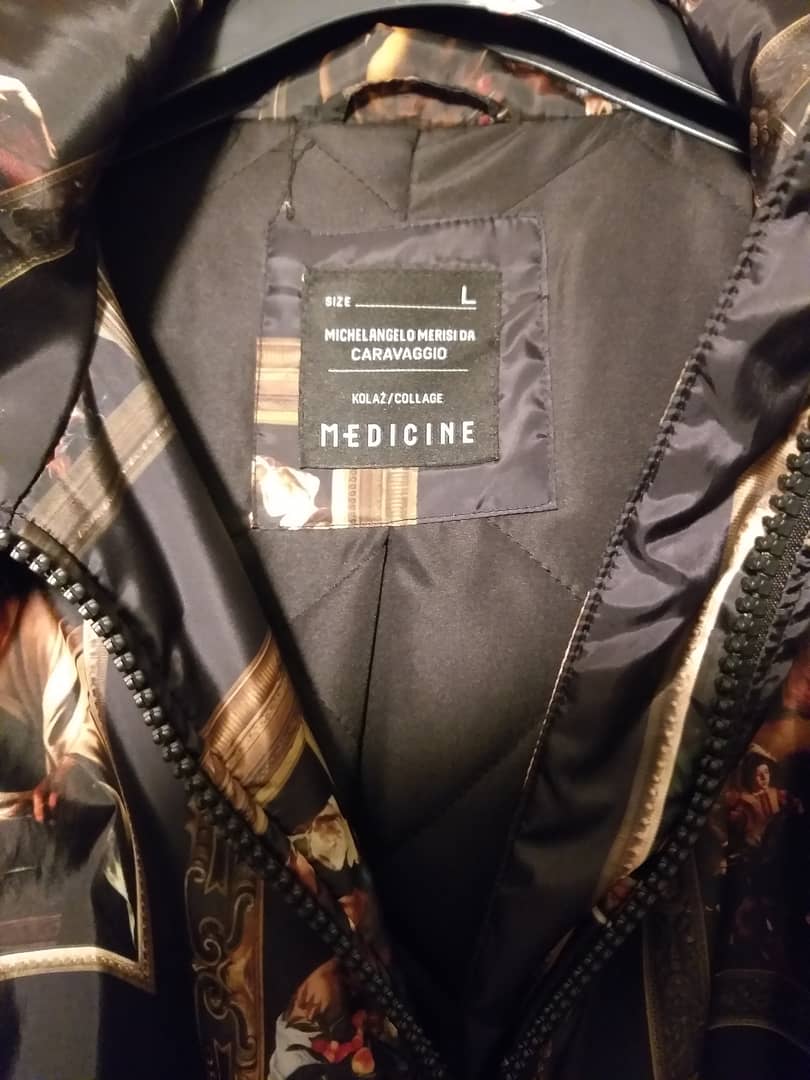 SIZE L
MICHELANGELO MERISI DA
CARAVAGGIO
KOLAŻ/COLLAGE
MEDICINE